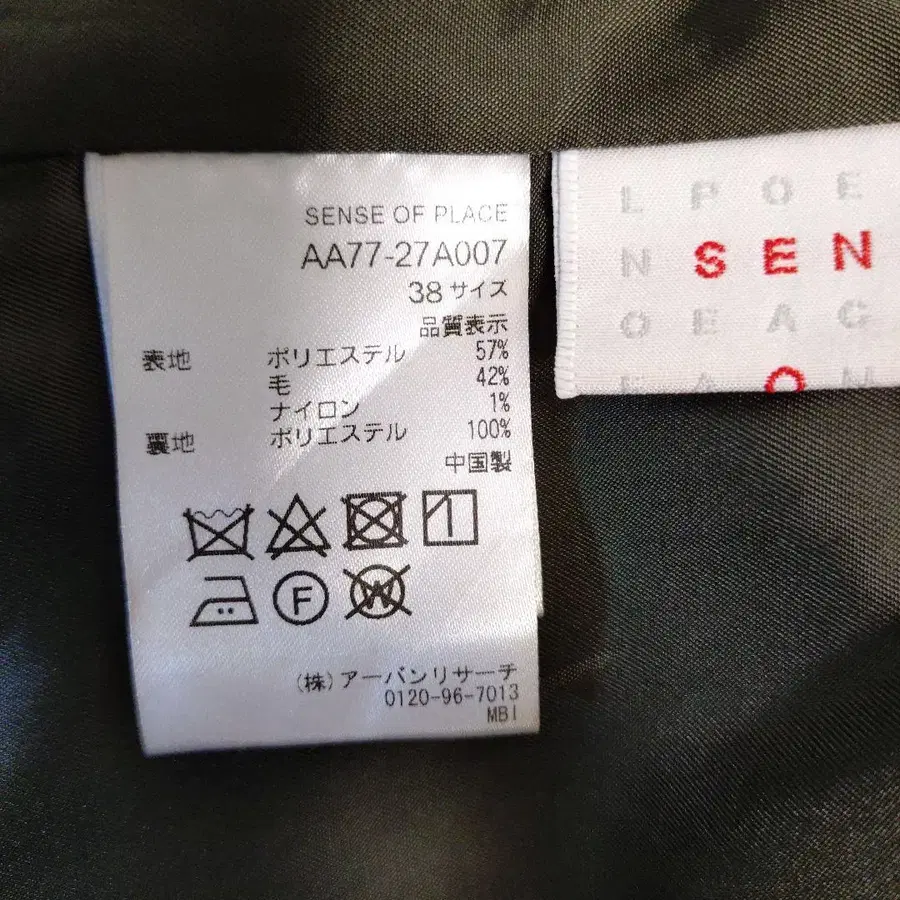 SENSE OF PLACE
AA77-27A007
38サイズ
品質表示
表地 ポリエステル 57%
毛 42%
ナイロン 1%
裏地 ポリエステル 100%
中国製
F
W
(株)アーバンリサーチ
0120-96-7013
MBI
L P O E
N S E N
O E A G
O